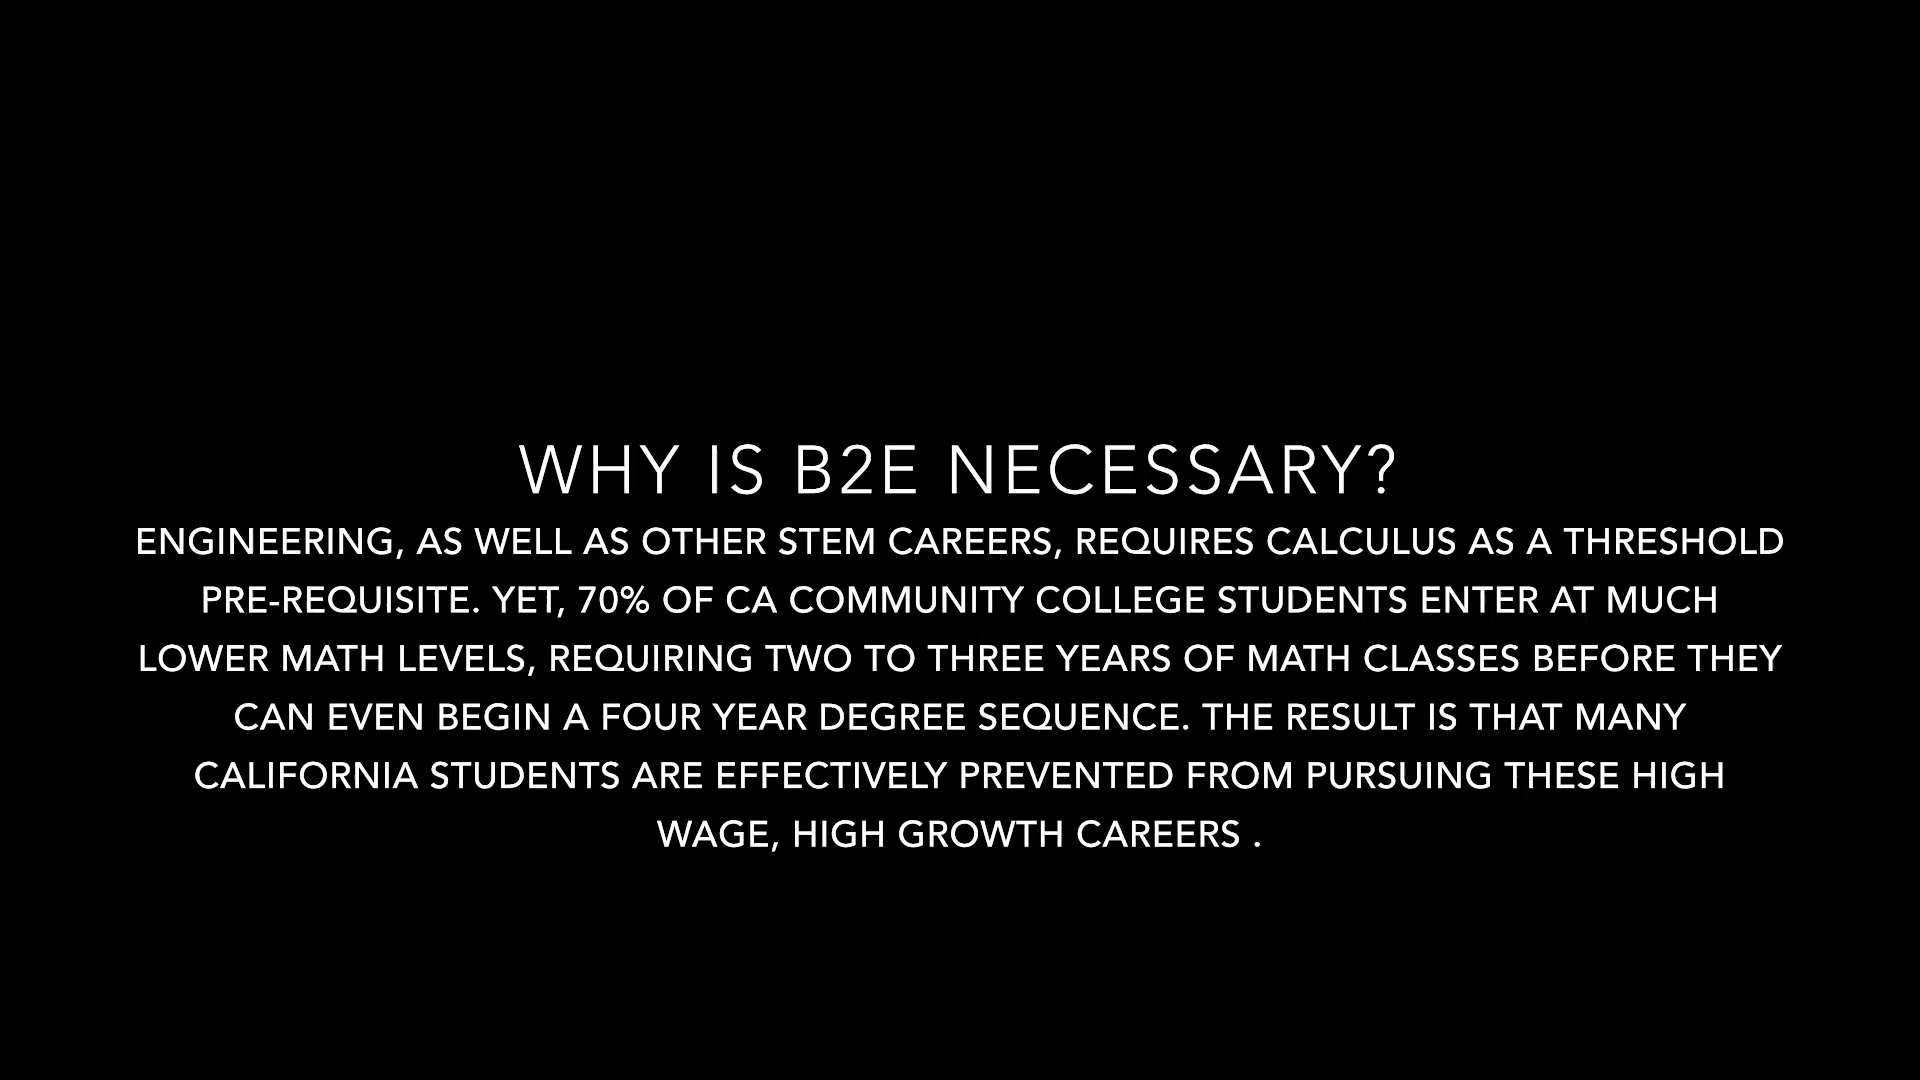 WHY IS B2E NECESSARY?
ENGINEERING, AS WELL AS OTHER STEM CAREERS, REQUIRES CALCULUS AS A THRESHOLD
PRE-REQUISITE. YET, 70% OF CA COMMUNITY COLLEGE STUDENTS ENTER AT MUCH
LOWER MATH LEVELS, REQUIRING TWO TO THREE YEARS OF MATH CLASSES BEFORE THEY
CAN EVEN BEGIN A FOUR YEAR DEGREE SEQUENCE. THE RESULT IS THAT MANY
CALIFORNIA STUDENTS ARE EFFECTIVELY PREVENTED FROM PURSUING THESE HIGH
WAGE, HIGH GROWTH CAREERS .